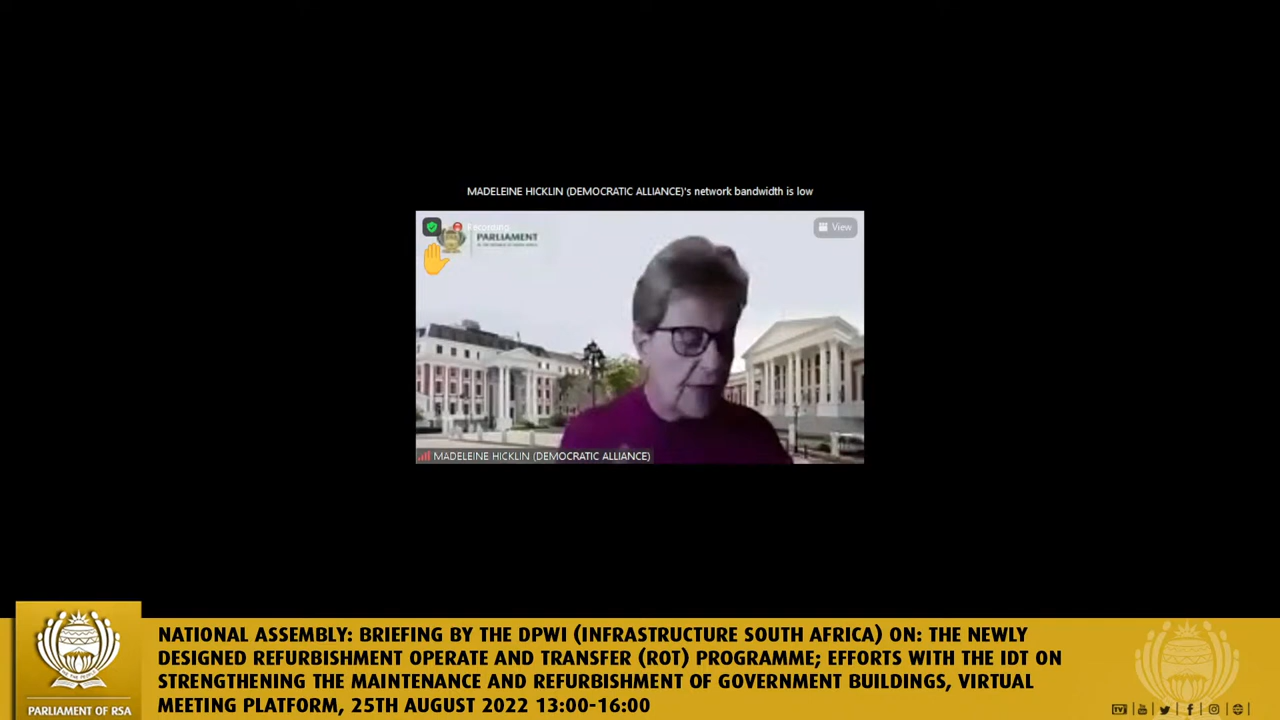 MADELEINE HICKLIN (DEMOCRATIC ALLIANCE)'s network bandwidth is low
Recording
View
PARLIAMENT
MADELEINE HICKLIN (DEMOCRATIC ALLIANCE)
NATIONAL ASSEMBLY: BRIEFING BY THE DPWI (INFRASTRUCTURE SOUTH AFRICA) ON: THE NEWLY
DESIGNED REFURBISHMENT OPERATE AND TRANSFER (ROT) PROGRAMME; EFFORTS WITH THE IDT ON
STRENGTHENING THE MAINTENANCE AND REFURBISHMENT OF GOVERNMENT BUILDINGS, VIRTUAL
MEETING PLATFORM, 25TH AUGUST 2022 13:00-16:00
PARLIAMENT OF RSA